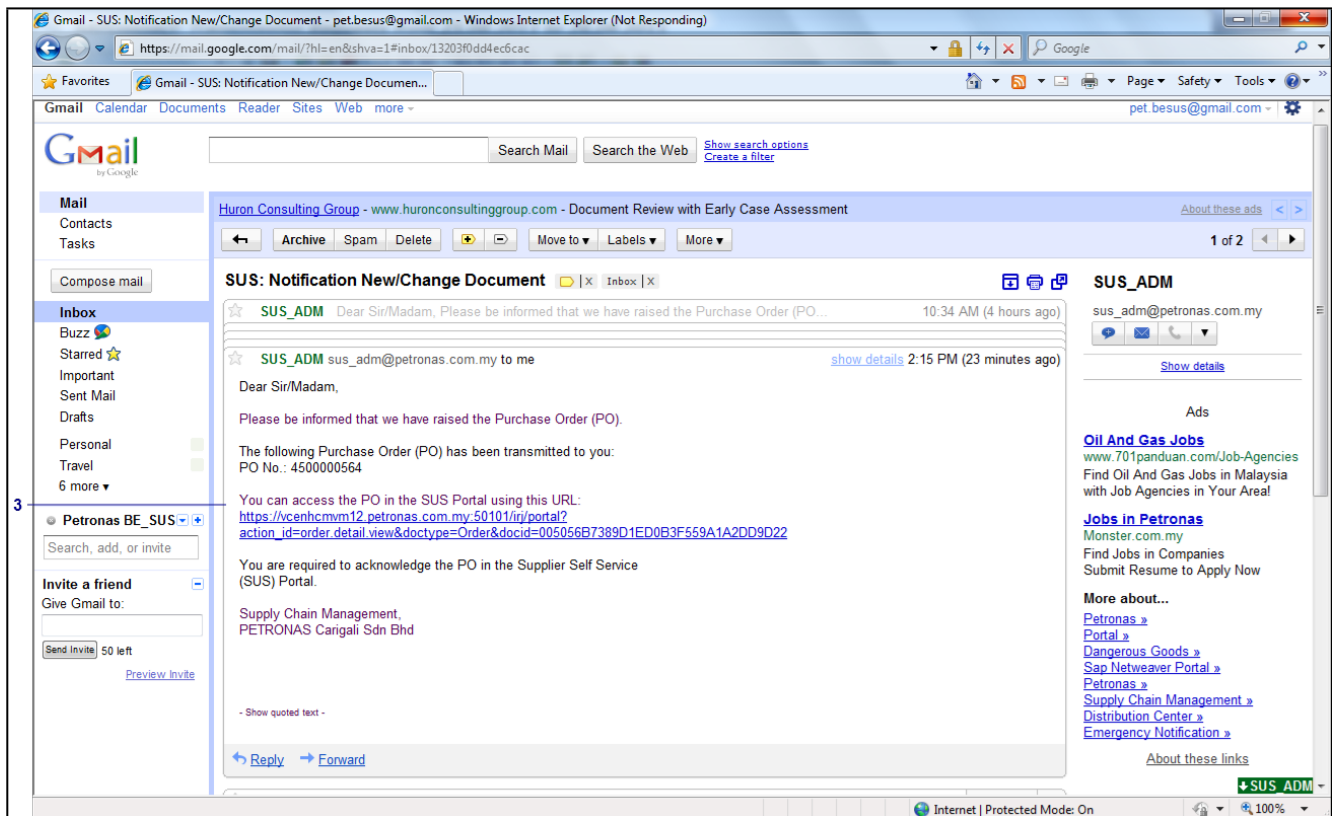 Gmail - SUS: Notification New/Change Document - pet.besus@gmail.com - Windows Internet Explorer (Not Responding)
https://mail.google.com/mail/?hl=en&shva=1#inbox/13203f0dd4ec6cac
Google
Favorites
Gmail - SUS: Notification New/Change Documen...
Page Safety Tools
Gmail Calendar Documents Reader Sites Web more
pet.besus@gmail.com
Gmail
by Google
Search Mail
Search the Web
Show search options
Create a filter
Mail
Contacts
Tasks
Compose mail
Inbox
Buzz
Starred
Important
Sent Mail
Drafts
Personal
Travel
6 more
3
Petronas BE_SUS
Search, add, or invite
Invite a friend
Give Gmail to:
Send Invite 50 left
Preview Invite
Huron Consulting Group - www.huronconsultinggroup.com - Document Review with Early Case Assessment
About these ads < >
Archive Spam Delete Move to Labels More
1 of 2
SUS: Notification New/Change Document | X Inbox | X
SUS_ADM Dear Sir/Madam, Please be informed that we have raised the Purchase Order (PO... 10:34 AM (4 hours ago)
SUS_ADM sus_adm@petronas.com.my to me show details 2:15 PM (23 minutes ago)
Dear Sir/Madam,
Please be informed that we have raised the Purchase Order (PO).
The following Purchase Order (PO) has been transmitted to you:
PO No.: 4500000564
You can access the PO in the SUS Portal using this URL:
https://vcenhcmvm12.petronas.com.my:50101/irj/portal?
action_id=order.detail.view&doctype=Order&docid=005056B7389D1ED0B3F559A1A2DD9D22
You are required to acknowledge the PO in the Supplier Self Service
(SUS) Portal.
Supply Chain Management,
PETRONAS Carigali Sdn Bhd
- Show quoted text -
Reply Forward
SUS_ADM
sus_adm@petronas.com.my
Show details
Ads
Oil And Gas Jobs
www.701panduan.com/Job-Agencies
Find Oil And Gas Jobs in Malaysia
with Job Agencies in Your Area!
Jobs in Petronas
Monster.com.my
Find Jobs in Companies
Submit Resume to Apply Now
More about...
Petronas »
Portal »
Dangerous Goods »
Sap Netweaver Portal »
Petronas »
Supply Chain Management »
Distribution Center »
Emergency Notification »
About these links
SUS_ADM
Internet | Protected Mode: On
100%